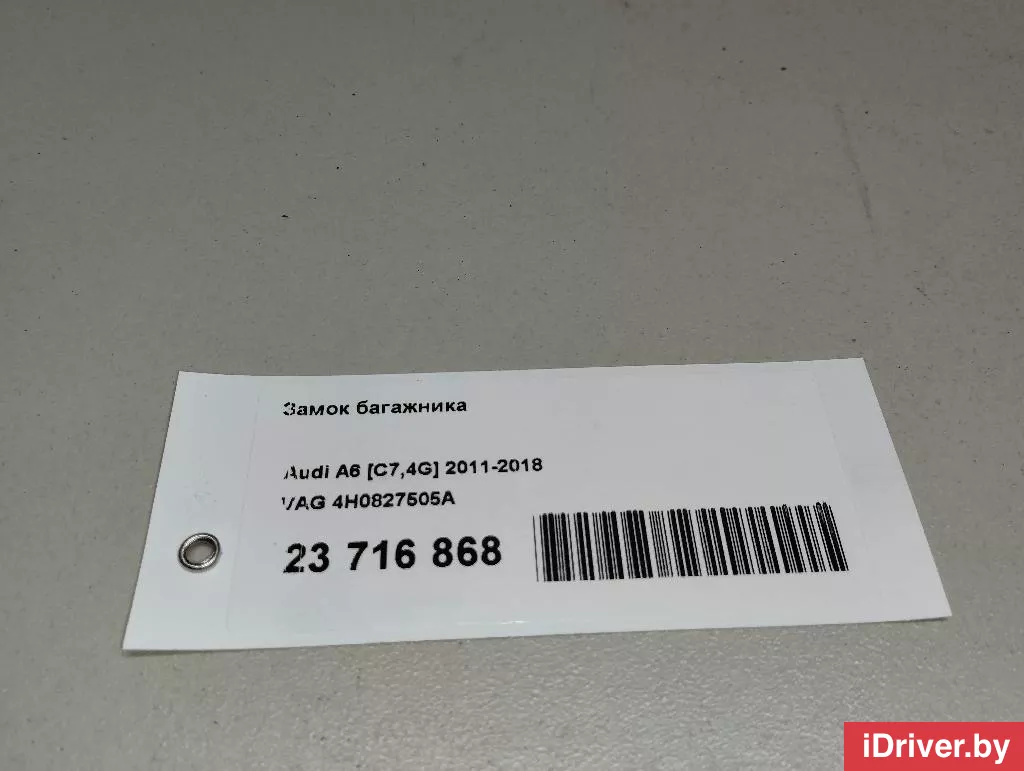 Замок багажника
Audi A6 [C7,4G] 2011-2018
VAG 4H0827505A
23 716 868
iDriver.by